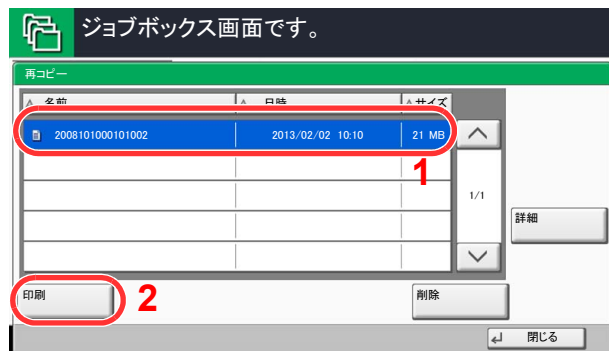 ジョブボックス画面です。
再コピー
名前 日時 サイズ
2008101000101002 2013/02/02 10:10 21 MB
1
1/1
詳細
印刷 2 削除
閉じる